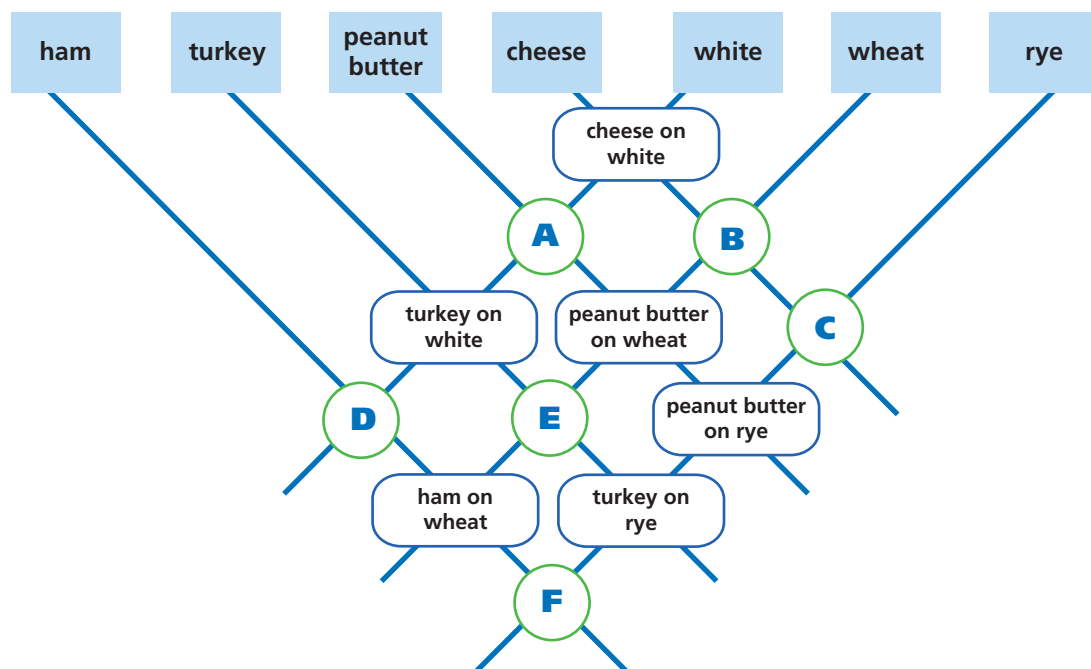 ham
turkey
peanut
butter
cheese
white
wheat
rye
cheese on
white
A
B
turkey on
white
peanut butter
on wheat
C
D
E
peanut butter
on rye
ham on
wheat
turkey on
rye
F